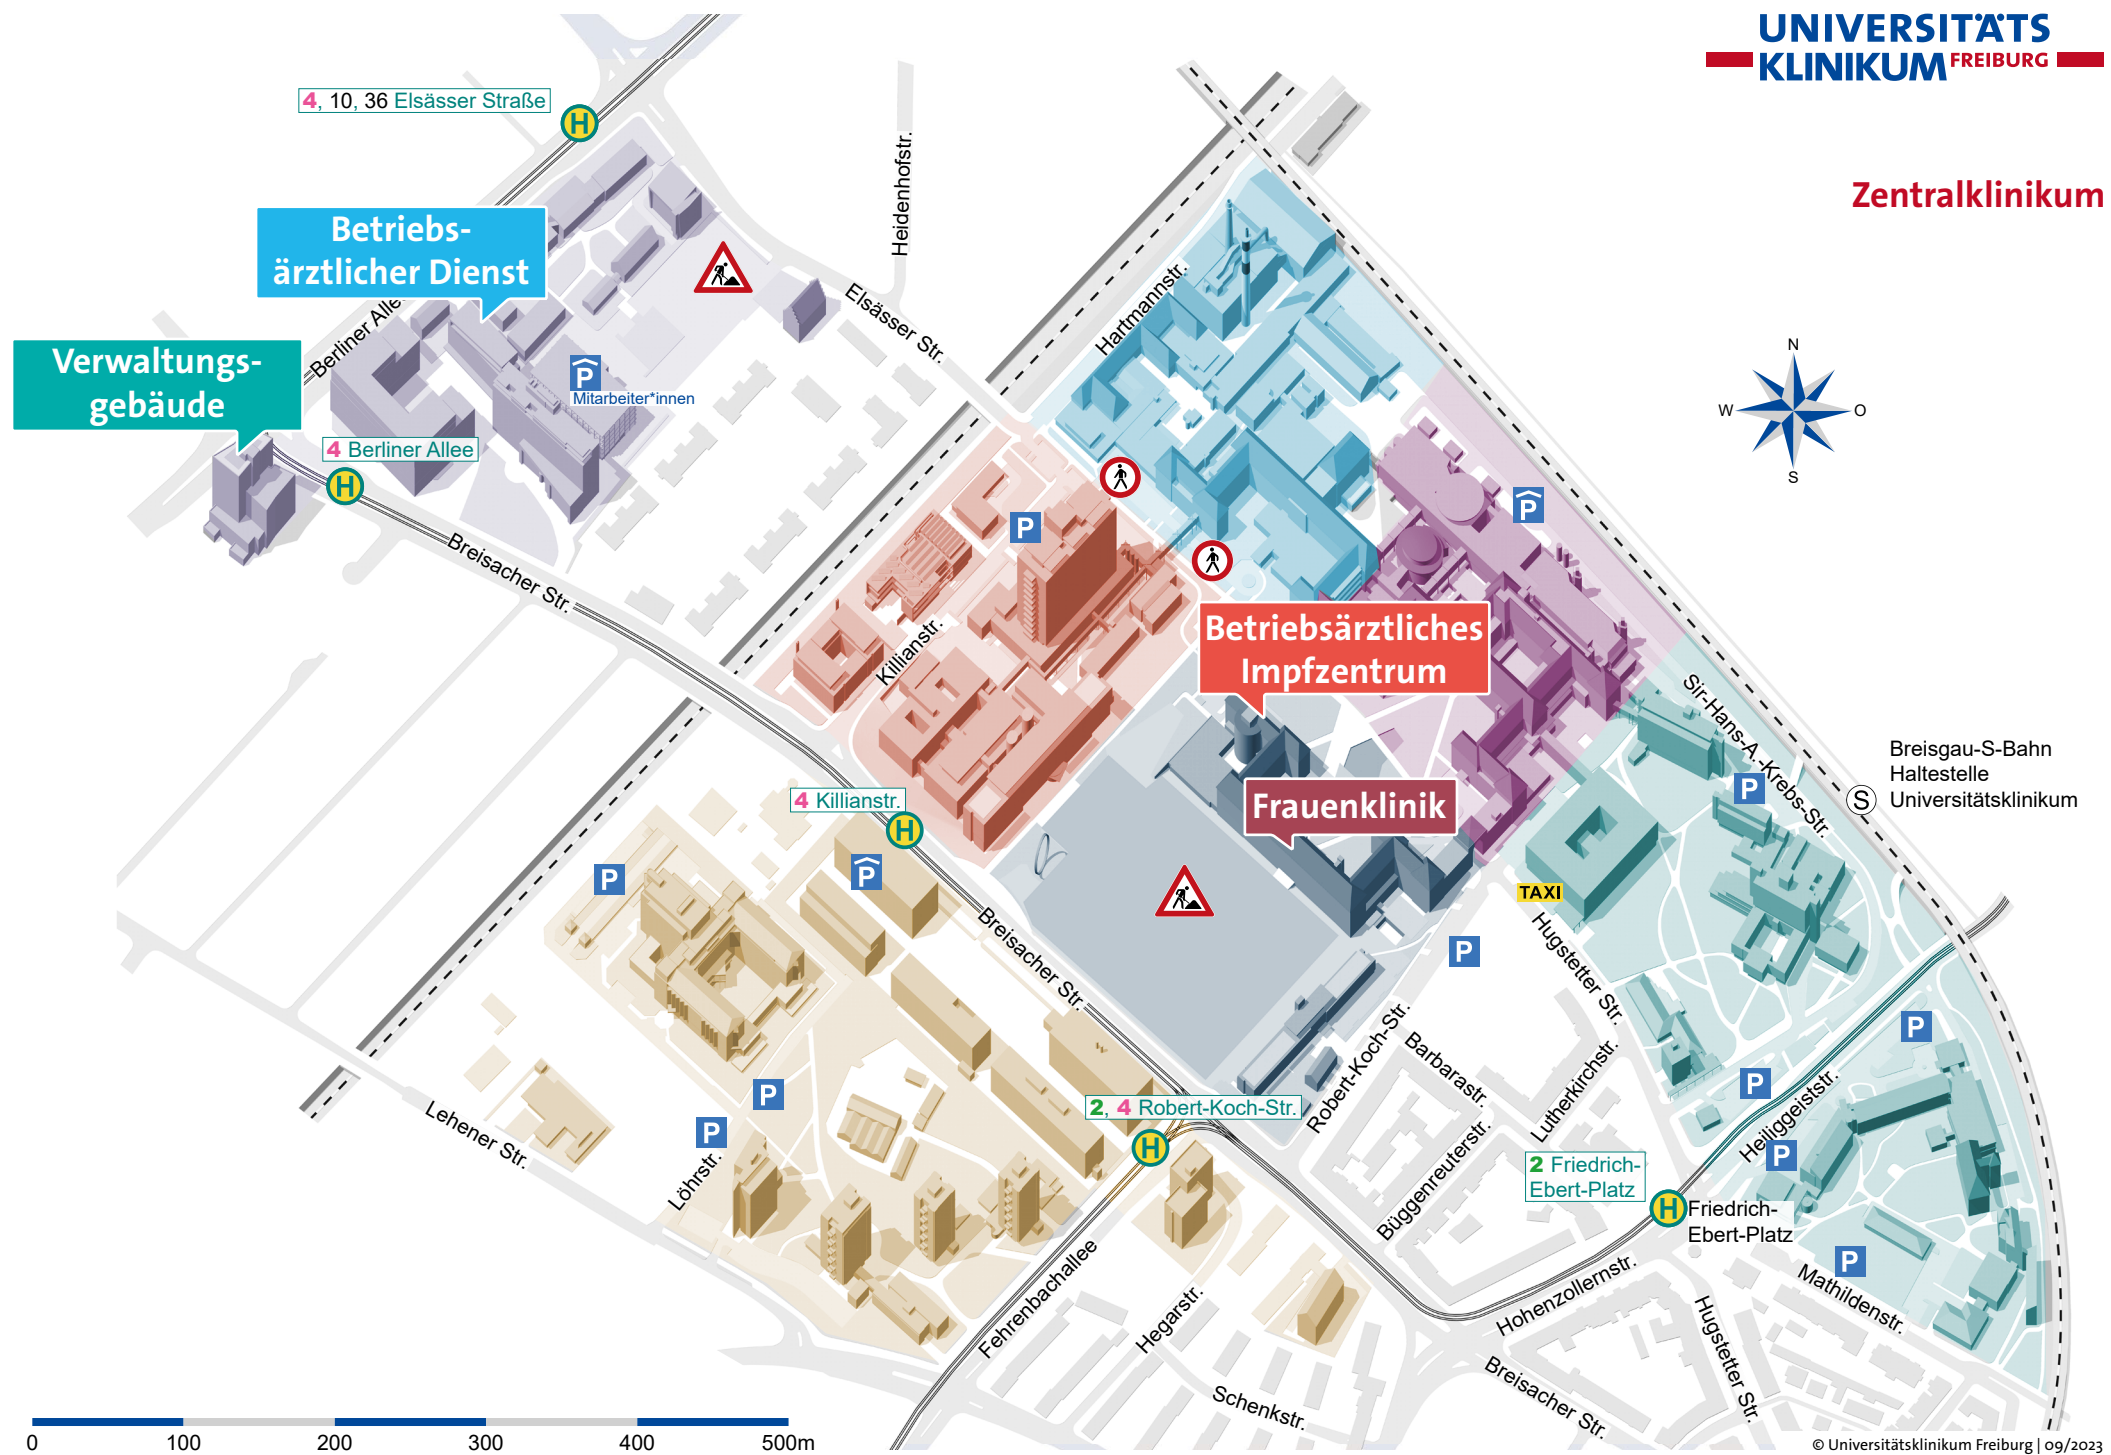 UNIVERSITÄTS
KLINIKUM FREIBURG
Zentralklinikum
4, 10, 36 Elsässer Straße
H
Heidenhofstr.
Betriebs-
ärztlicher Dienst
Berliner Alle
Elsässer Str.
Hartmannstr.
Verwaltungs-
gebäude
P
Mitarbeiter*innen
4 Berliner Allee
H
N
W
O
S
P
P
Breisacher Str.
Killianstr.
Betriebsärztliches
Impfzentrum
Sir-Hans-A.-Krebs-Str.
Breisgau-S-Bahn
Haltestelle
Universitätsklinikum
S
P
4 Killianstr.
H
Frauenklinik
P
P
TAXI
Hugstetter Str.
Breisacher Str.
P
Robert-Koch-Str.
Barbarastr.
Lutherkirchstr.
P
P
Heiliggeiststr.
P
P
Löhrstr.
P
Lehener Str.
2, 4 Robert-Koch-Str.
H
Büggenreuterstr.
2 Friedrich-
Ebert-Platz
H
Friedrich-
Ebert-Platz
P
Mathildenstr.
Hohenzollernstr.
Fehrenbachallee
Hegarstr.
Schenkstr.
Breisacher Str.
Hugstetter Str.
0 100 200 300 400 500m
© Universitätsklinikum Freiburg | 09/2023